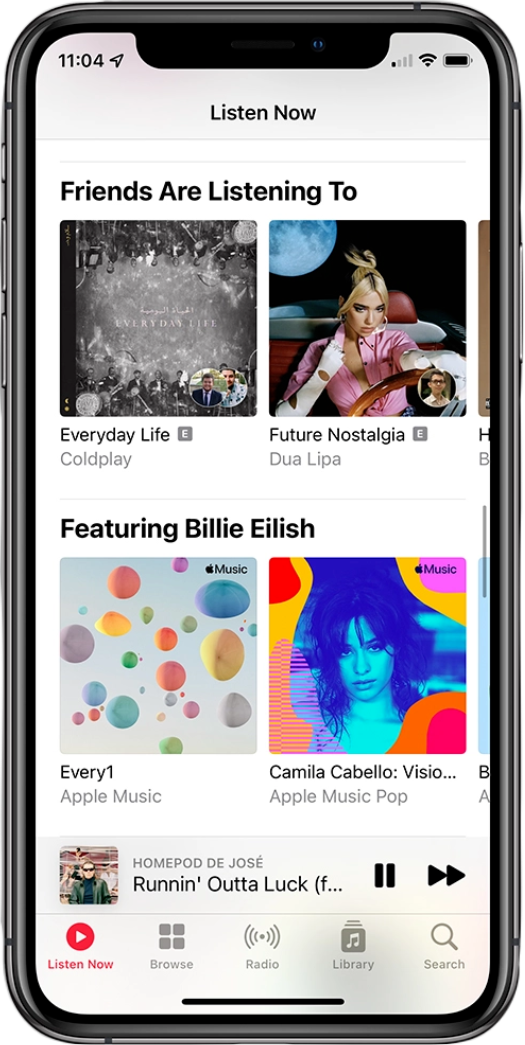 11:04
Listen Now
Friends Are Listening To
الحياة اليومية
EVERYDAY LIFE
Everyday Life E
Coldplay
Future Nostalgia E
Dua Lipa
H
B
Featuring Billie Eilish
Music
Music
Every1
Apple Music
Camila Cabello: Visio...
Apple Music Pop
B
A
HOMEPOD DE JOSÉ
Runnin' Outta Luck (f...
Listen Now
Browse
Radio
Library
Search